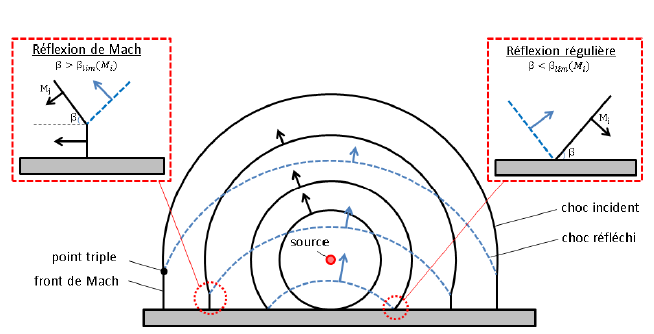 Réflexion de Mach
β > βlim(Mi)
Mi
β
Réflexion régulière
β < βlim(Mi)
Mi
β
source
choc incident
choc réfléchi
point triple
front de Mach